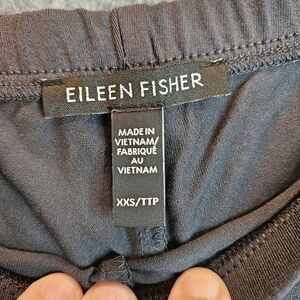 EILEEN FISHER
MADE IN
VIETNAM/
FABRIQUÉ
AU
VIETNAM
XXS/TTP